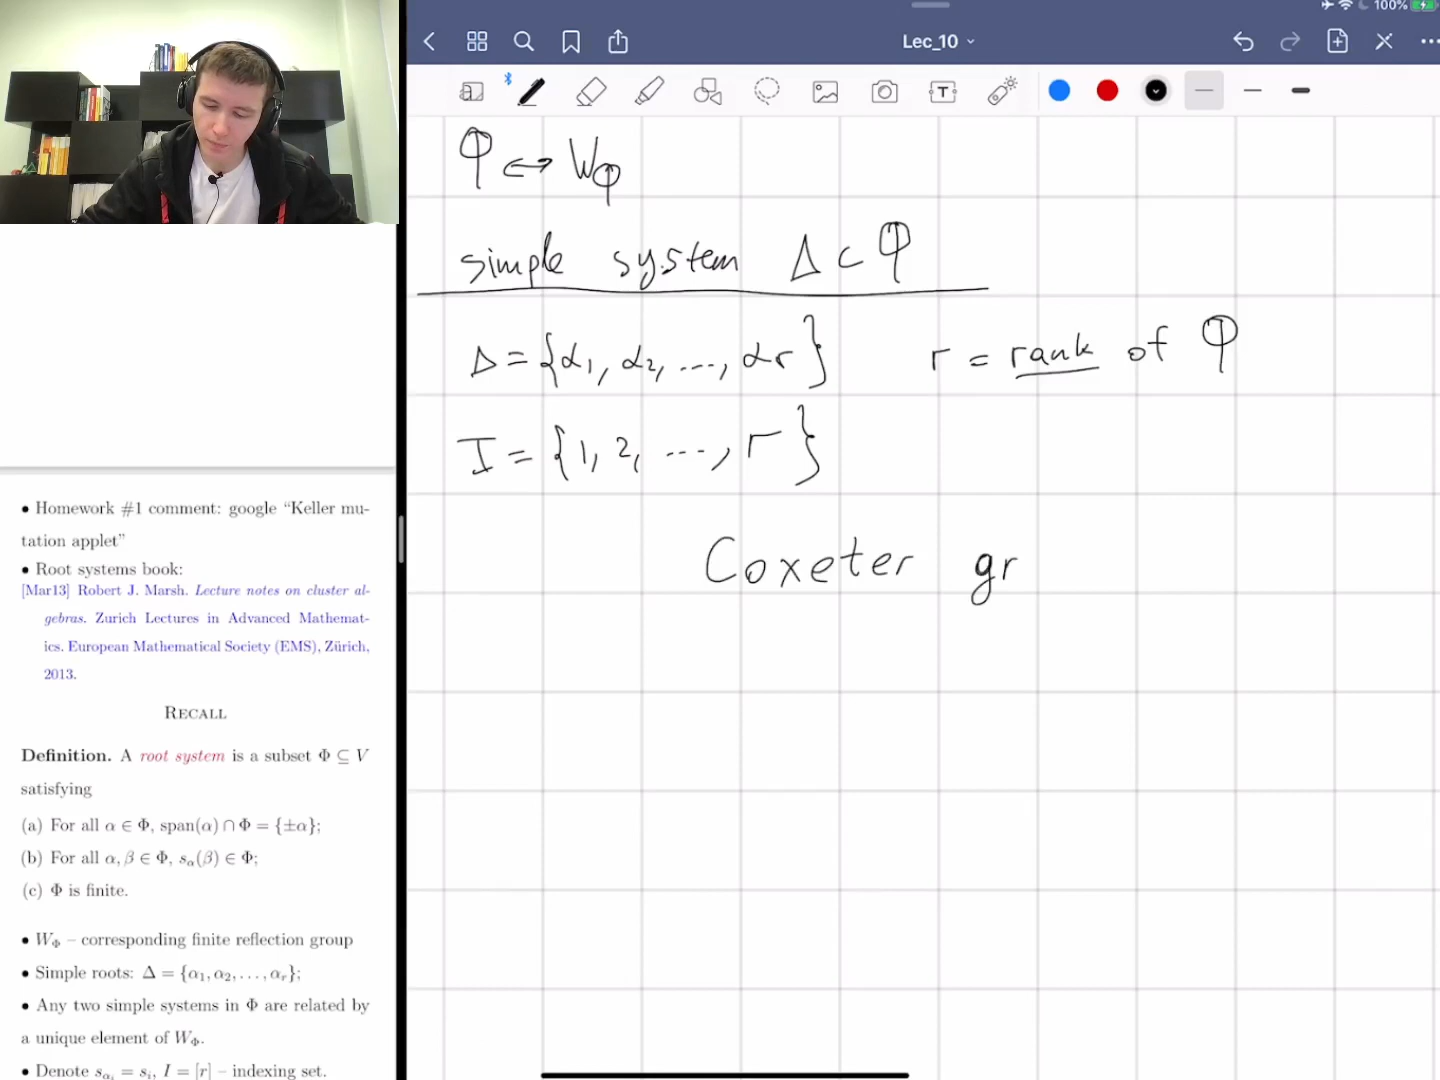 100%
Lec_10
T
Φ ↔ W_Φ
simple system Δ ⊂ Φ
Δ = {α₁, α₂, ..., αr} r = rank of Φ
I = {1, 2, ..., r}
Coxeter gr
• Homework #1 comment: google “Keller mu-
tation applet”
• Root systems book:
[Mar13] Robert J. Marsh. Lecture notes on cluster al-
gebras. Zurich Lectures in Advanced Mathemat-
ics. European Mathematical Society (EMS), Zürich,
2013.
RECALL
Definition. A root system is a subset Φ ⊆ V
satisfying
(a) For all α ∈ Φ, span(α) ∩ Φ = {±α};
(b) For all α, β ∈ Φ, s_α(β) ∈ Φ;
(c) Φ is finite.
• W_Φ – corresponding finite reflection group
• Simple roots: Δ = {α₁, α₂, . . . , αᵣ};
• Any two simple systems in Φ are related by
a unique element of W_Φ.
• Denote s_{αᵢ} = sᵢ, I = [r] – indexing set.